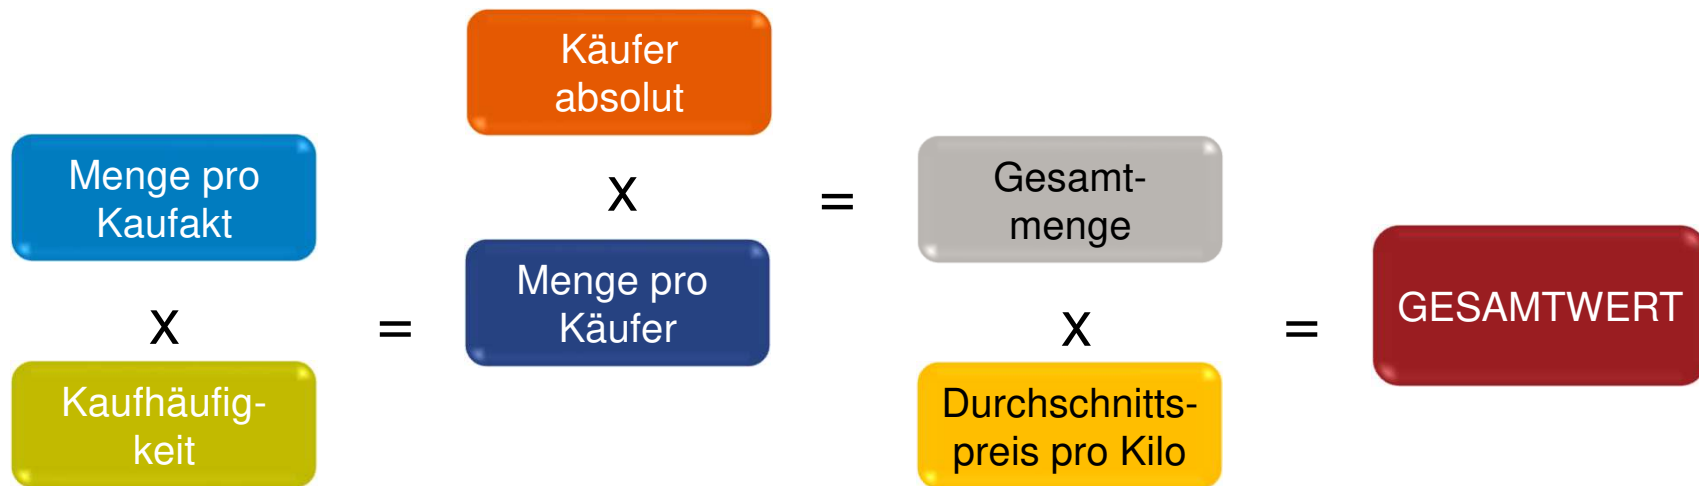 Menge pro
Kaufakt
x
Kaufhäufig-
keit
=
Käufer
absolut
x
Menge pro
Käufer
=
Gesamt-
menge
x
Durchschnitts-
preis pro Kilo
=
GESAMTWERT